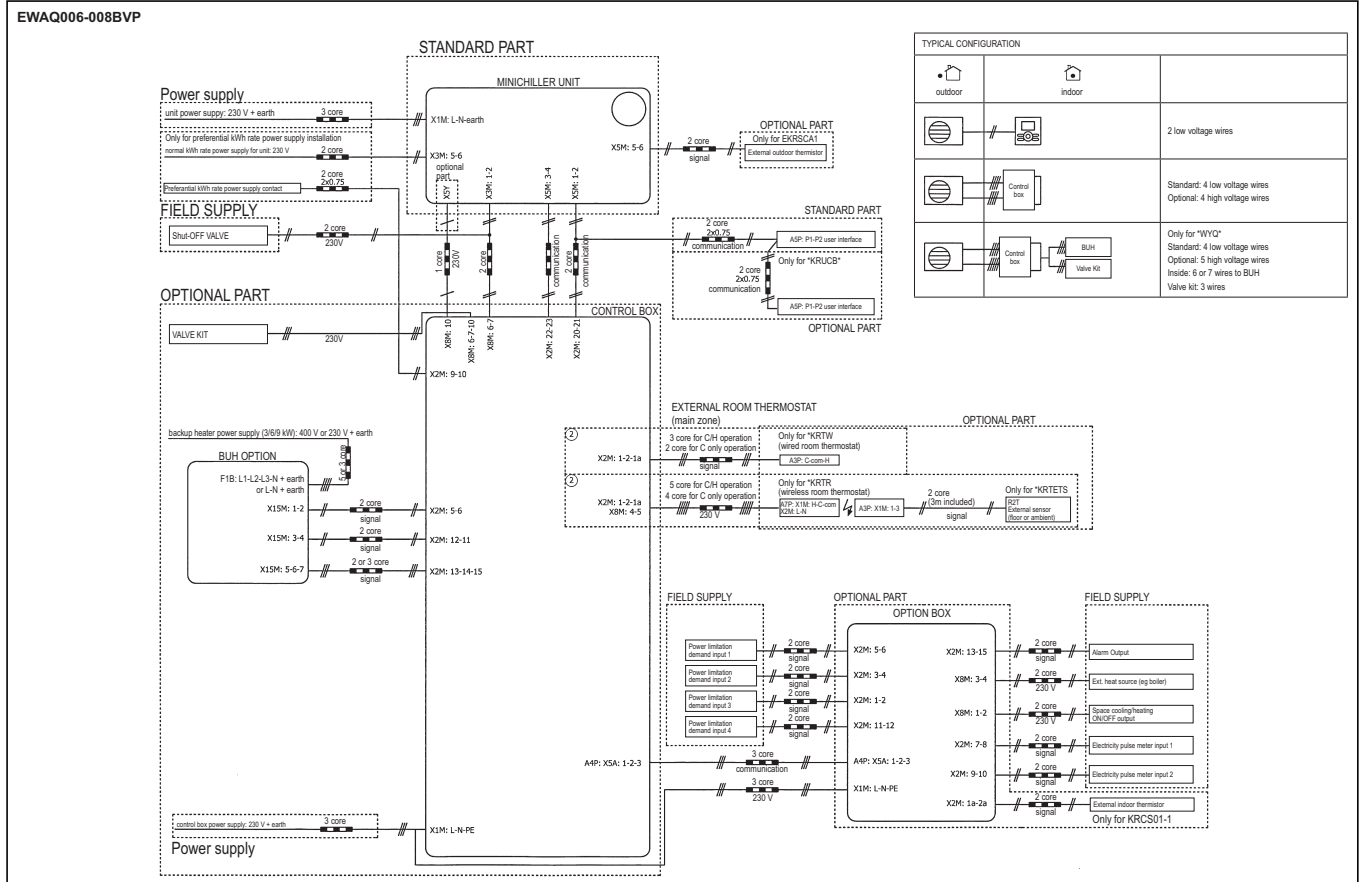 EWAQ006-008BVP
STANDARD PART
MINICHILLER UNIT
Power supply
unit power suppy: 230 V + earth
3 core
X1M: L-N-earth
Only for preferential kWh rate power supply installation
normal kWh rate power supply for unit: 230 V
2 core
X3M: 5-6
optional
part
X5Y
X3M: 1-2
X5M: 3-4
X5M: 1-2
X5M: 5-6
2 core
signal
OPTIONAL PART
Only for EKRSCA1
External outdoor thermistor
Preferantial kWh rate power supply contact
2 core
2x0.75
FIELD SUPPLY
Shut-OFF VALVE
2 core
230V
1 core
230V
2 core
2 core
communication
2 core
communication
STANDARD PART
2 core
2x0.75
communication
A5P: P1-P2 user interface
Only for *KRUCB*
2 core
2x0.75
communication
A5P: P1-P2 user interface
OPTIONAL PART
TYPICAL CONFIGURATION
outdoor
indoor
2 low voltage wires
Control
box
Standard: 4 low voltage wires
Optional: 4 high voltage wires
Control
box
BUH
Valve Kit
Only for *WYQ*
Standard: 4 low voltage wires
Optional: 5 high voltage wires
Inside: 6 or 7 wires to BUH
Valve kit: 3 wires
OPTIONAL PART
CONTROL BOX
VALVE KIT
230V
X8M: 10
X8M: 6-7-10
X8M: 6-7
X2M: 22-23
X2M: 20-21
X2M: 9-10
backup heater power supply (3/6/9 kW): 400 V or 230 V + earth
5 or 3 core
BUH OPTION
F1B: L1-L2-L3-N + earth
or L-N + earth
X15M: 1-2
2 core
signal
X2M: 5-6
X15M: 3-4
2 core
signal
X2M: 12-11
X15M: 5-6-7
2 or 3 core
signal
X2M: 13-14-15
EXTERNAL ROOM THERMOSTAT
(main zone)
OPTIONAL PART
2
3 core for C/H operation
2 core for C only operation
signal
X2M: 1-2-1a
Only for *KRTW
(wired room thermostat)
A3P: C-com-H
2
5 core for C/H operation
4 core for C only operation
230 V
X2M: 1-2-1a
X8M: 4-5
Only for *KRTR
(wireless room thermostat)
A7P: X1M: H-C-com
X2M: L-N
A3P: X1M: 1-3
2 core
(3m included)
signal
Only for *KRTETS
R2T
External sensor
(floor or ambient)
FIELD SUPPLY
OPTIONAL PART
OPTION BOX
FIELD SUPPLY
Power limitation
demand input 1
2 core
signal
X2M: 5-6
X2M: 13-15
2 core
signal
Alarm Output
Power limitation
demand input 2
2 core
signal
X2M: 3-4
X8M: 3-4
2 core
230 V
Ext. heat source (eg boiler)
Power limitation
demand input 3
2 core
signal
X2M: 1-2
X8M: 1-2
2 core
230 V
Space cooling/heating
ON/OFF output
Power limitation
demand input 4
2 core
signal
X2M: 11-12
X2M: 7-8
2 core
signal
Electricity pulse meter input 1
A4P: X5A: 1-2-3
3 core
communication
A4P: X5A: 1-2-3
X2M: 9-10
2 core
signal
Electricity pulse meter input 2
3 core
230 V
X1M: L-N-PE
X2M: 1a-2a
2 core
signal
External indoor thermistor
Only for KRCS01-1
control box power supply: 230 V + earth
3 core
X1M: L-N-PE
Power supply